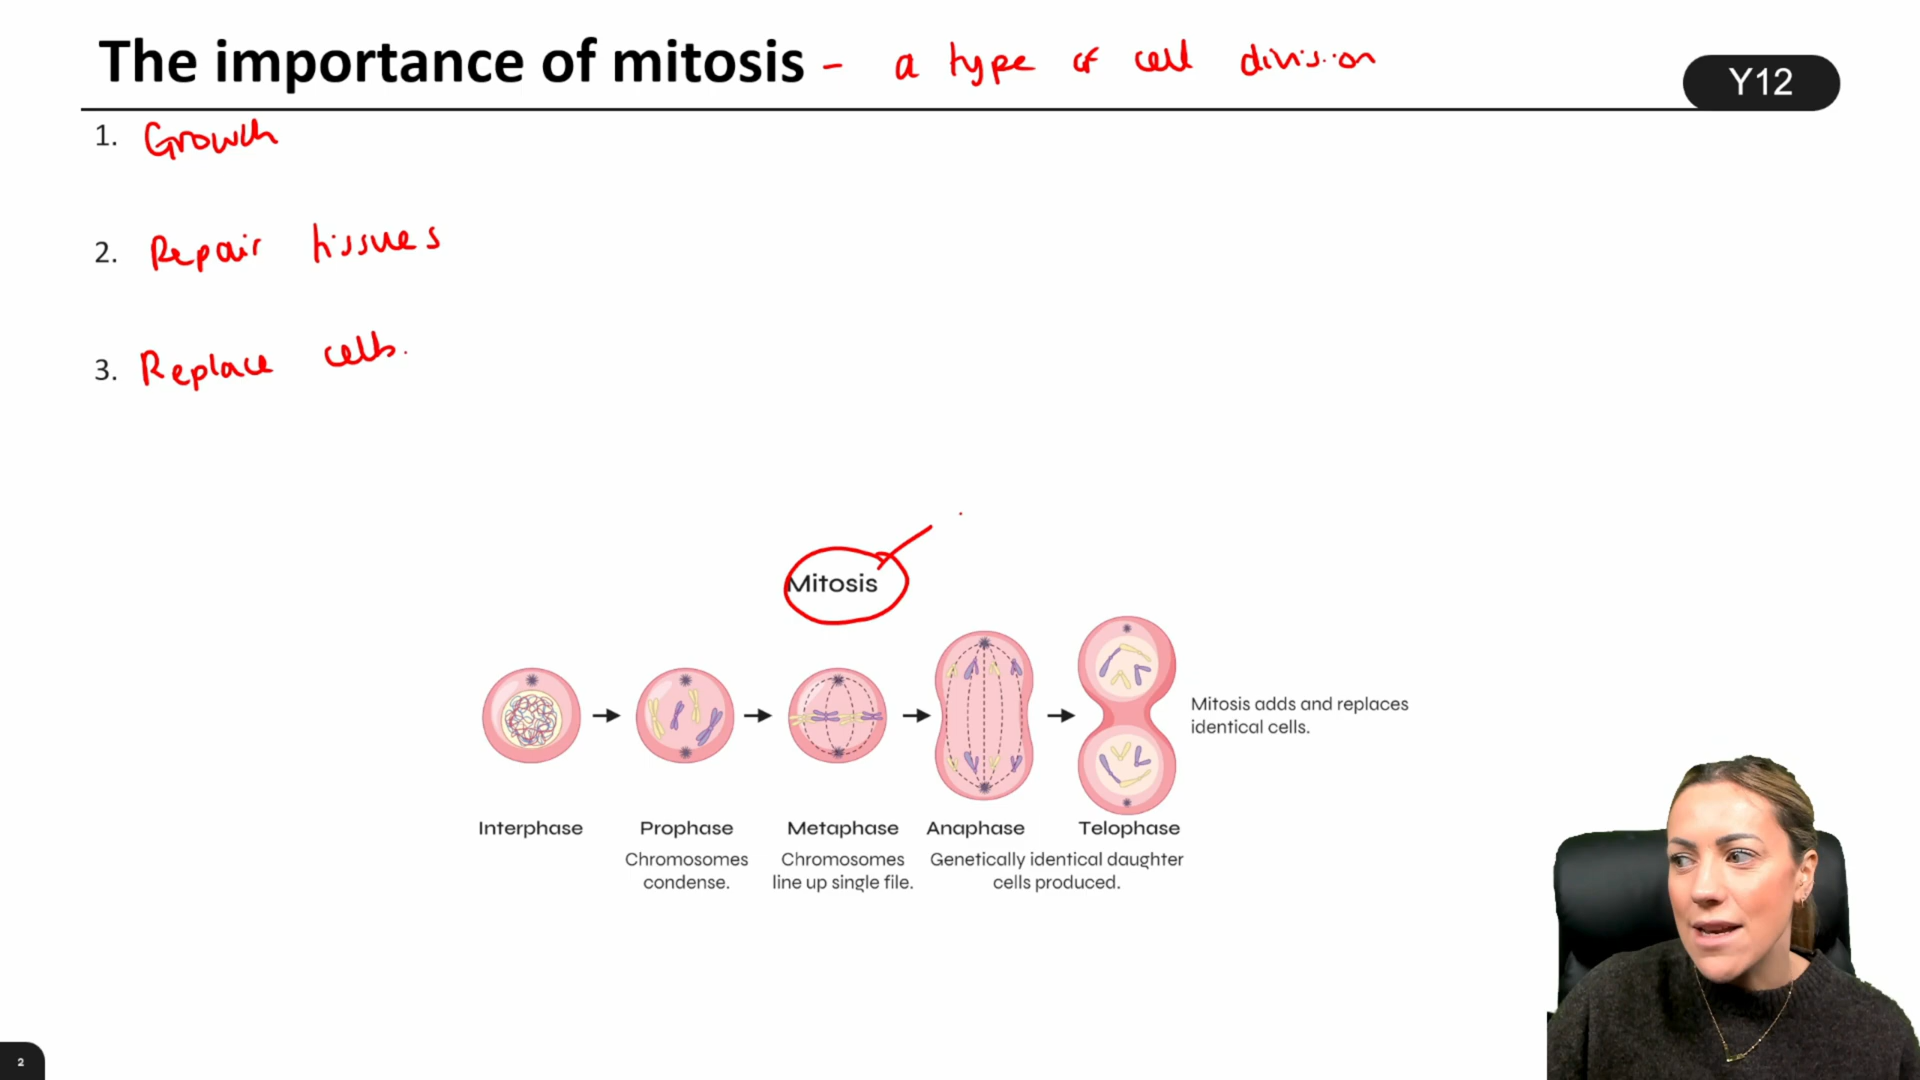 The importance of mitosis - a type of cell division
Y12
1. Growth
2. Repair tissues
3. Replace cells.
Mitosis
Mitosis adds and replaces
identical cells.
Interphase Prophase Metaphase Anaphase Telophase
Chromosomes condense.
Chromosomes line up single file.
Genetically identical daughter cells produced.
2